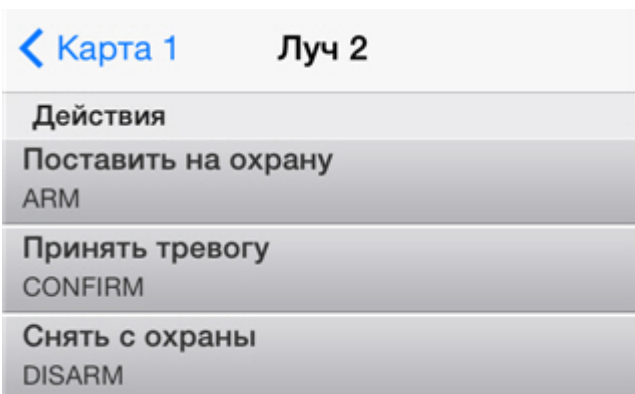 Карта 1 Луч 2
Действия
Поставить на охрану
ARM
Принять тревогу
CONFIRM
Снять с охраны
DISARM